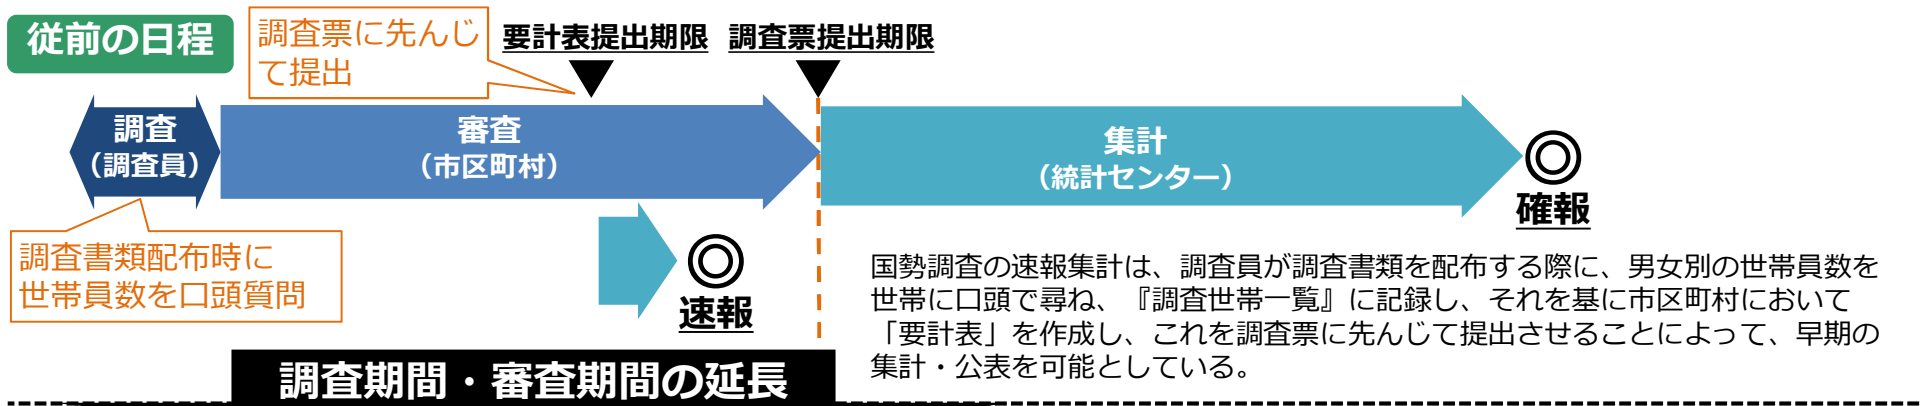 従前の日程
調査票に先んじ
て提出
要計表提出期限
調査票提出期限
調査
（調査員）
審査
（市区町村）
集計
（統計センター）
確報
調査書類配布時に
世帯員数を口頭質問
速報
国勢調査の速報集計は、調査員が調査書類を配布する際に、男女別の世帯員数を
世帯に口頭で尋ね、『調査世帯一覧』に記録し、それを基に市区町村において
「要計表」を作成し、これを調査票に先んじて提出させることによって、早期の
集計・公表を可能としている。
調査期間・審査期間の延長